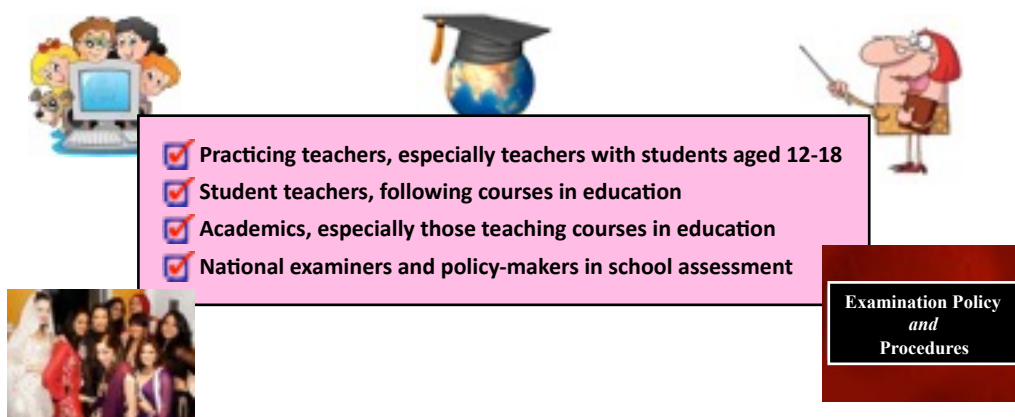 Practicing teachers, especially teachers with students aged 12-18
Student teachers, following courses in education
Academics, especially those teaching courses in education
National examiners and policy-makers in school assessment
Examination Policy
and
Procedures